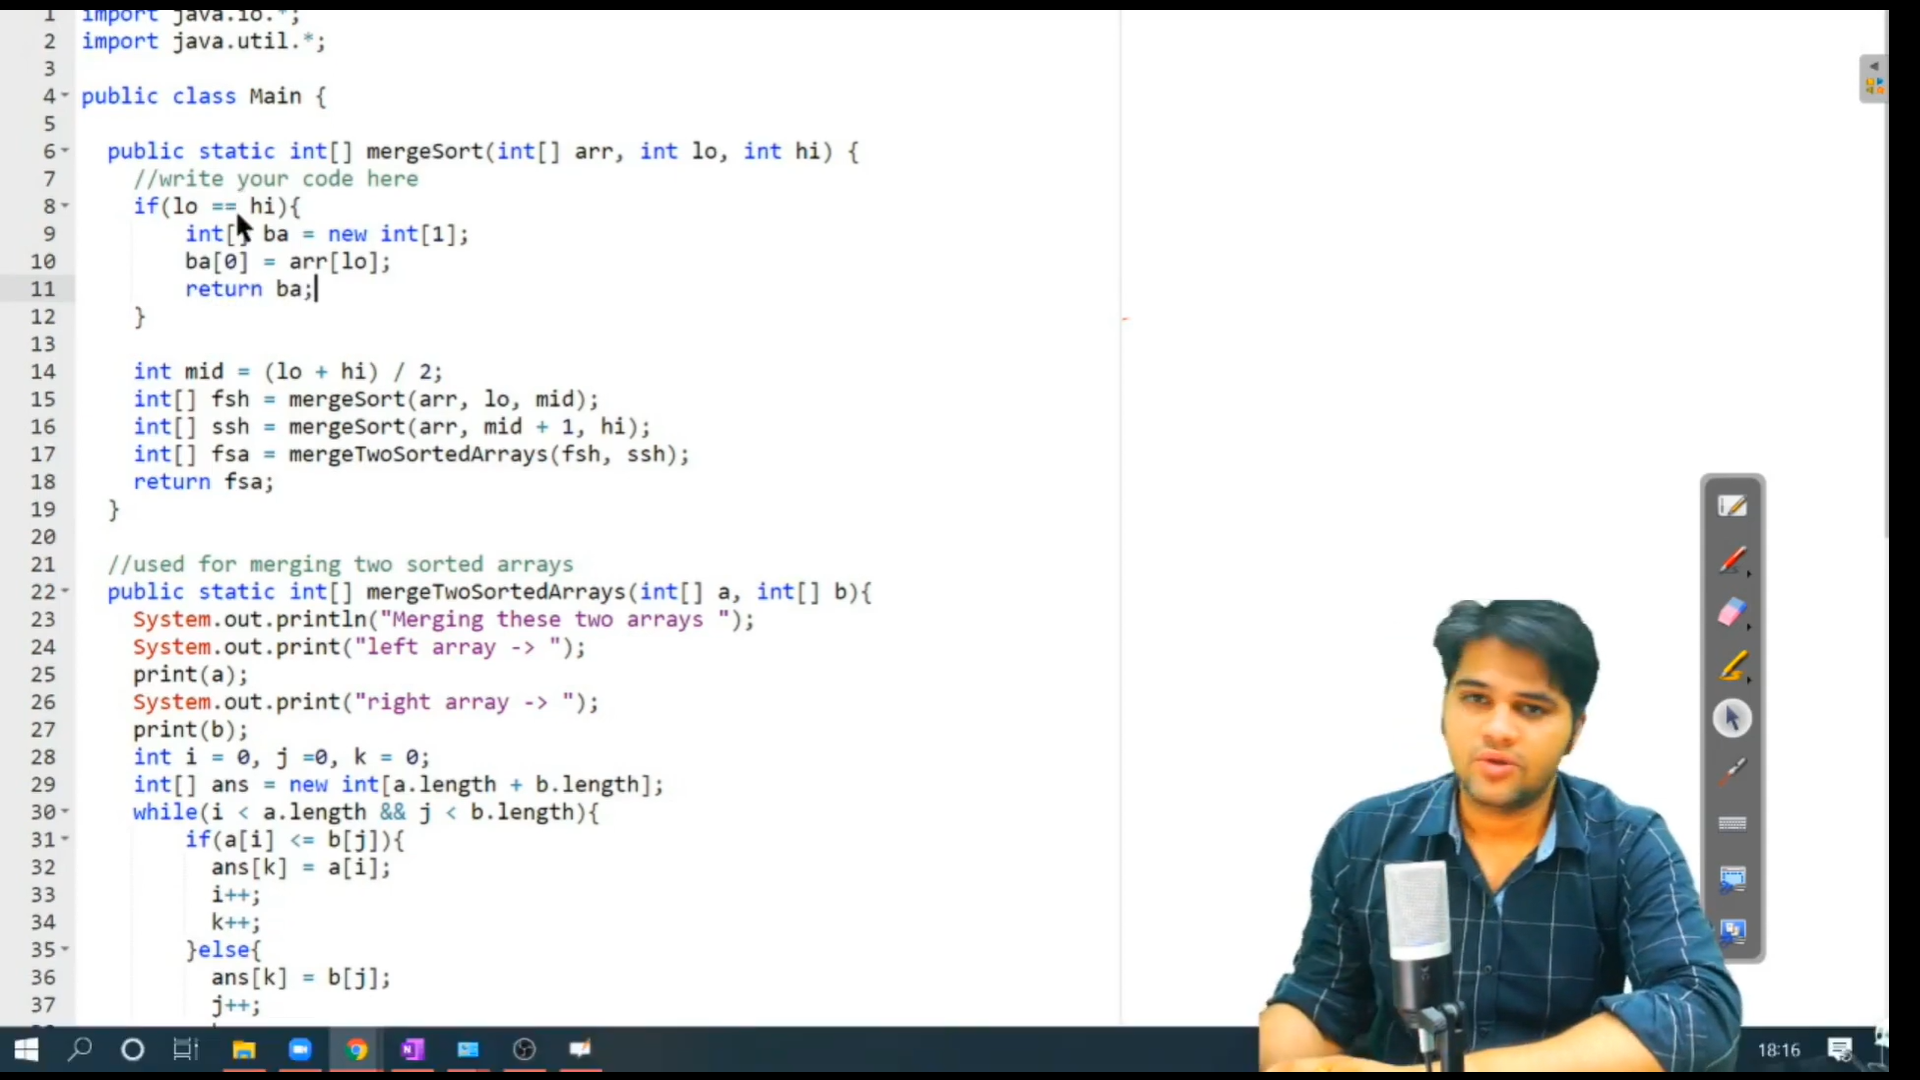 1 import java.io.*;
2 import java.util.*;
3
4 public class Main {
5
6 public static int[] mergeSort(int[] arr, int lo, int hi) {
7 //write your code here
8 if(lo == hi){
9 int[] ba = new int[1];
10 ba[0] = arr[lo];
11 return ba;
12 }
13
14 int mid = (lo + hi) / 2;
15 int[] fsh = mergeSort(arr, lo, mid);
16 int[] ssh = mergeSort(arr, mid + 1, hi);
17 int[] fsa = mergeTwoSortedArrays(fsh, ssh);
18 return fsa;
19 }
20
21 //used for merging two sorted arrays
22 public static int[] mergeTwoSortedArrays(int[] a, int[] b){
23 System.out.println("Merging these two arrays ");
24 System.out.print("left array -> ");
25 print(a);
26 System.out.print("right array -> ");
27 print(b);
28 int i = 0, j =0, k = 0;
29 int[] ans = new int[a.length + b.length];
30 while(i < a.length && j < b.length){
31 if(a[i] <= b[j]){
32 ans[k] = a[i];
33 i++;
34 k++;
35 }else{
36 ans[k] = b[j];
37 j++;
18:16